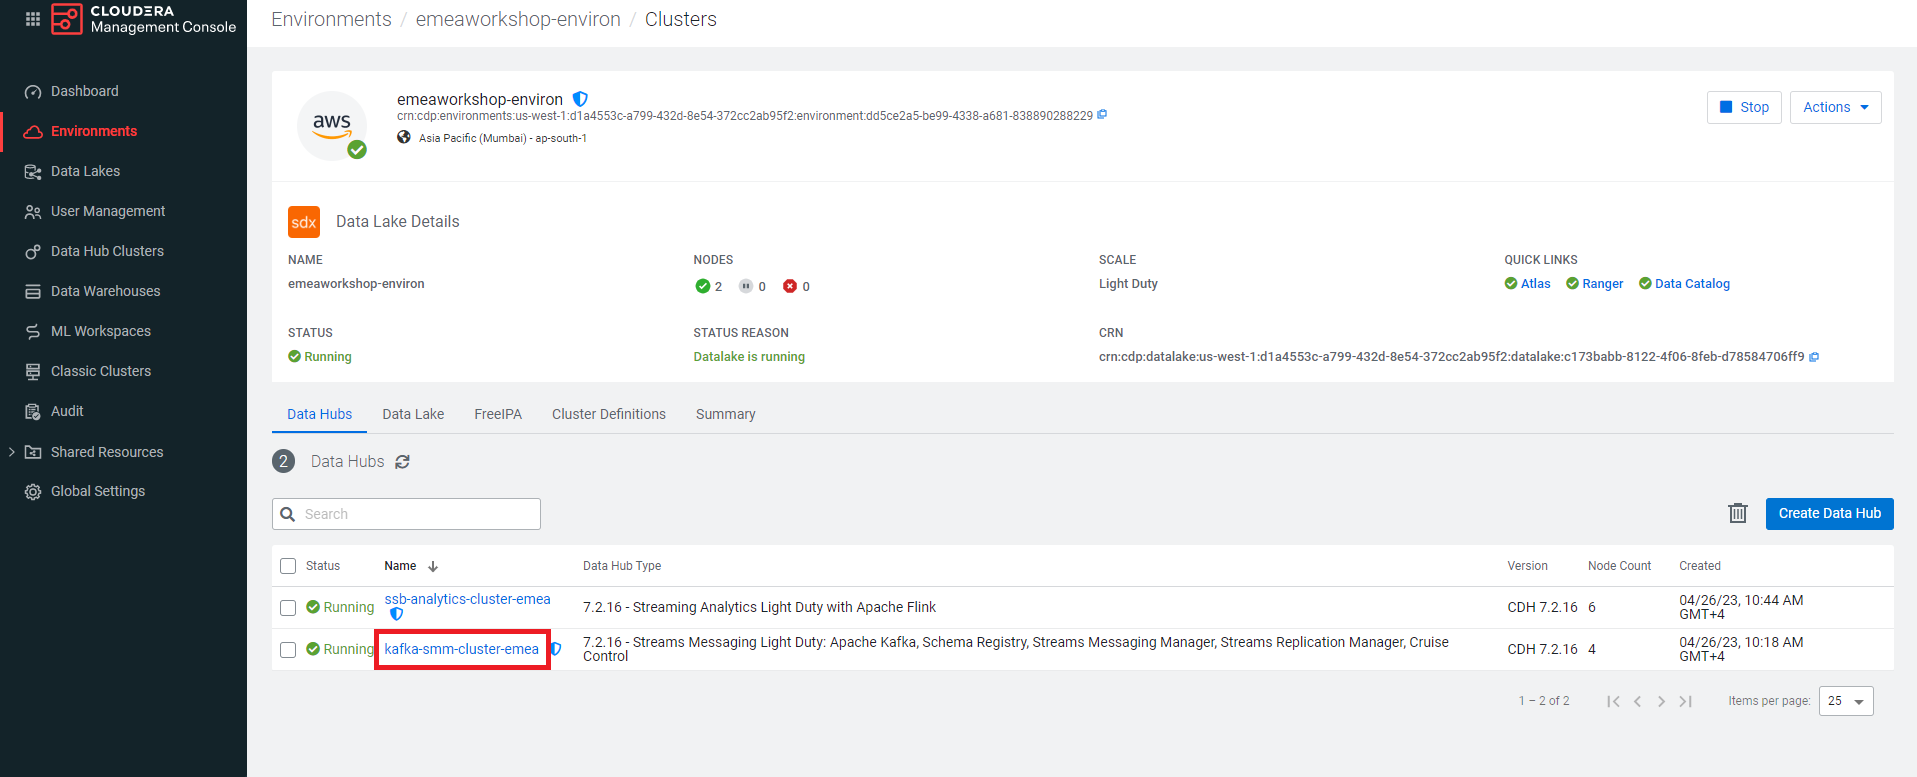 CLOUDERA
Management Console
Environments / emeaworkshop-environ / Clusters
Dashboard
Environments
Data Lakes
User Management
Data Hub Clusters
Data Warehouses
ML Workspaces
Classic Clusters
Audit
Shared Resources
Global Settings
aws
emeaworkshop-environ
crn:cdp:environments:us-west-1:d1a4553c-a799-432d-8e54-372cc2ab95f2:environment:dd5ce2a5-be99-4338-a681-838890288229
Asia Pacific (Mumbai) - ap-south-1
Stop
Actions
sdx Data Lake Details
NAME NODES SCALE QUICK LINKS
emeaworkshop-environ 2 0 0 Light Duty Atlas Ranger Data Catalog
STATUS STATUS REASON CRN
Running Datalake is running crn:cdp:datalake:us-west-1:d1a4553c-a799-432d-8e54-372cc2ab95f2:datalake:c173babb-8122-4f06-8feb-d78584706ff9
Data Hubs Data Lake FreeIPA Cluster Definitions Summary
2 Data Hubs
Search
Create Data Hub
Status Name Data Hub Type Version Node Count Created
Running ssb-analytics-cluster-emea 7.2.16 - Streaming Analytics Light Duty with Apache Flink CDH 7.2.16 6 04/26/23, 10:44 AM
GMT+4
Running kafka-smm-cluster-emea 7.2.16 - Streams Messaging Light Duty: Apache Kafka, Schema Registry, Streams Messaging Manager, Streams Replication Manager, Cruise
Control CDH 7.2.16 4 04/26/23, 10:18 AM
GMT+4
1 – 2 of 2 Items per page: 25